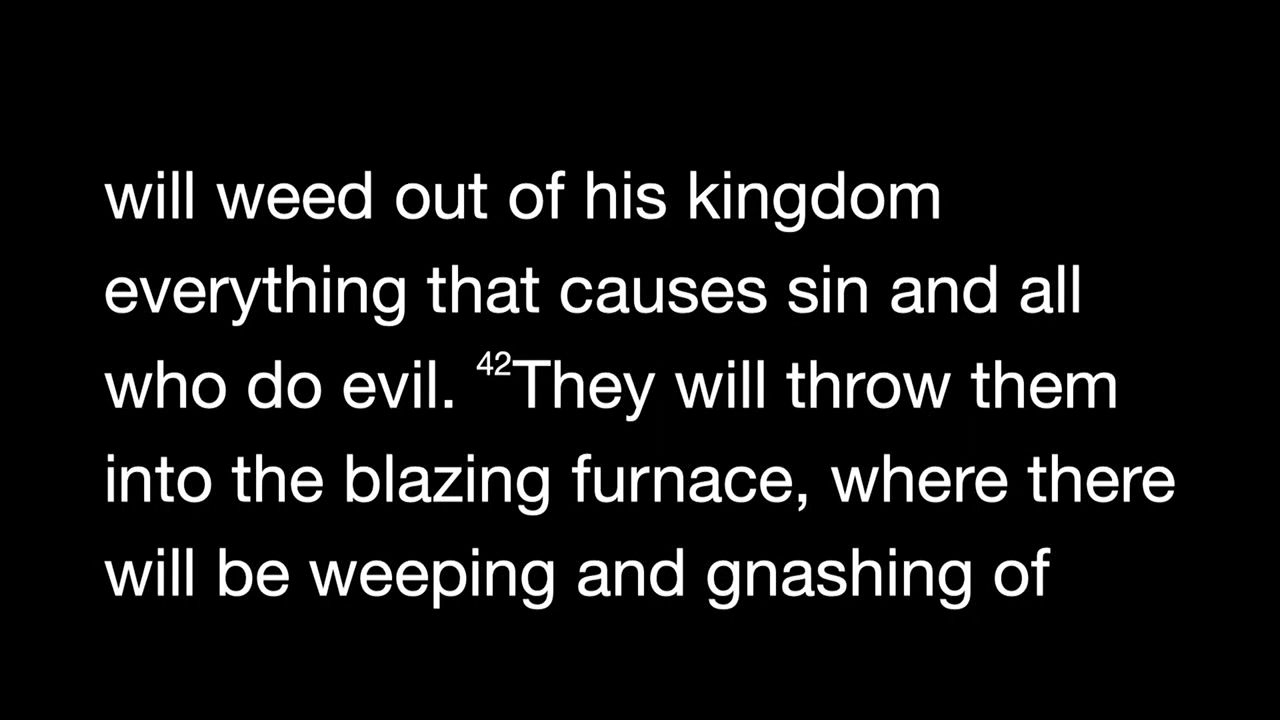 will weed out of his kingdom
everything that causes sin and all
who do evil. 42They will throw them
into the blazing furnace, where there
will be weeping and gnashing of